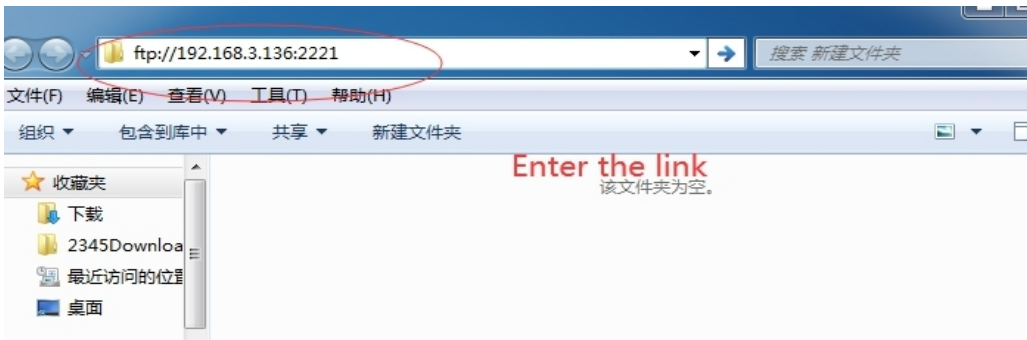 ftp://192.168.3.136:2221
搜索 新建文件夹
文件(F) 编辑(E) 查看(V) 工具(T) 帮助(H)
组织 包含到库中 共享 新建文件夹
Enter the link
该文件夹为空。
收藏夹
下载
2345Downloa
最近访问的位置
桌面